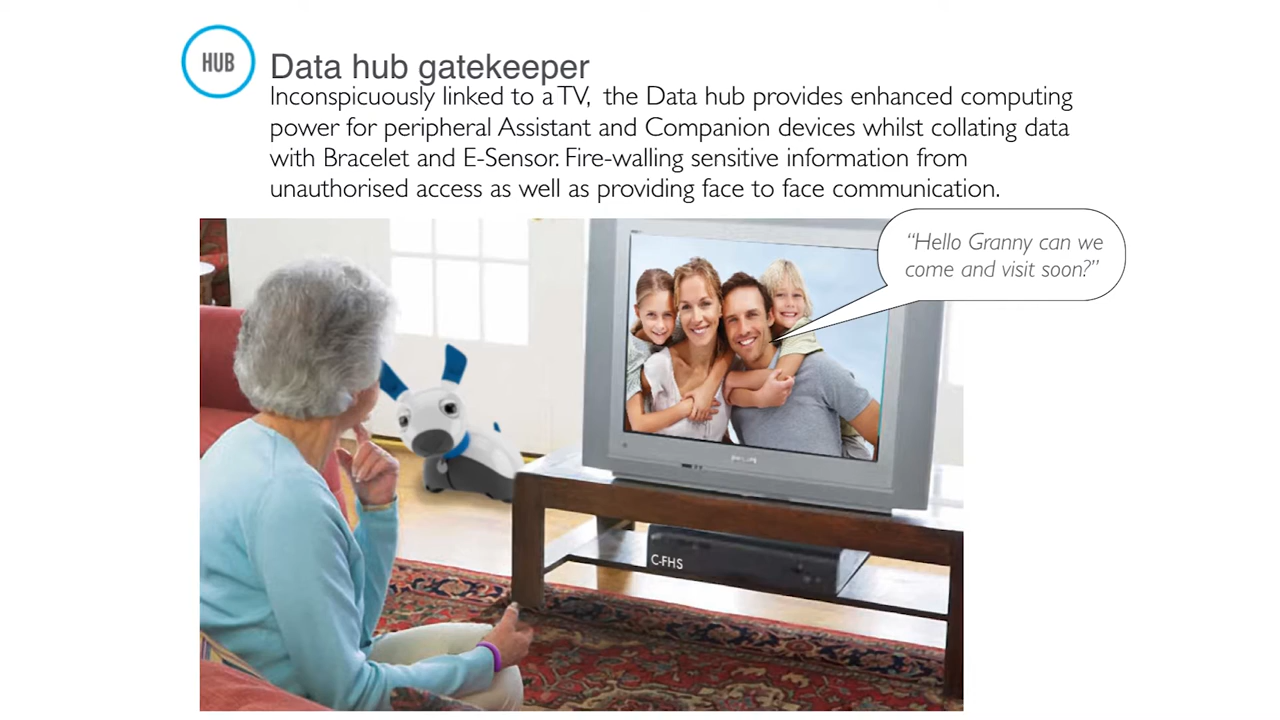 HUB
Data hub gatekeeper
Inconspicuously linked to a TV, the Data hub provides enhanced computing
power for peripheral Assistant and Companion devices whilst collating data
with Bracelet and E-Sensor. Fire-walling sensitive information from
unauthorised access as well as providing face to face communication.
“Hello Granny can we
come and visit soon?”
PHILIPS
C-FHS